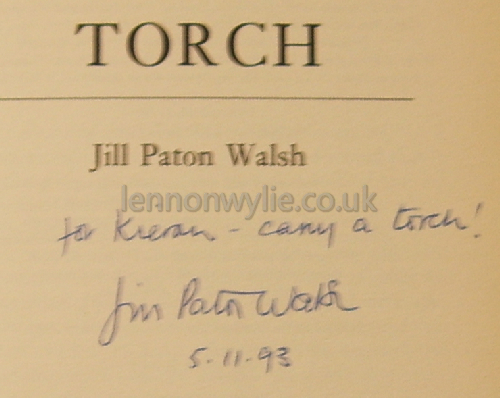 TORCH
Jill Paton Walsh
lennonwylie.co.uk
for Kieran - carry a torch!
Jill Paton Walsh
5.11.93